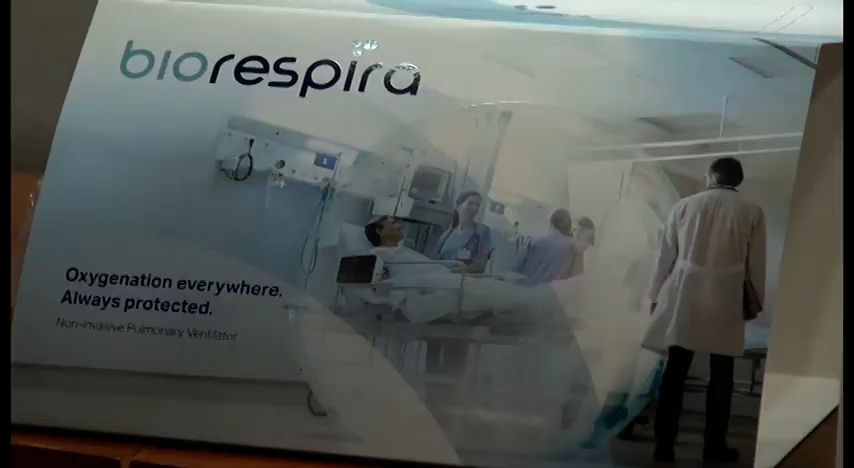 biorespira
Oxygenation everywhere.
Always protected.
Non-invasive Pulmonary Ventilator